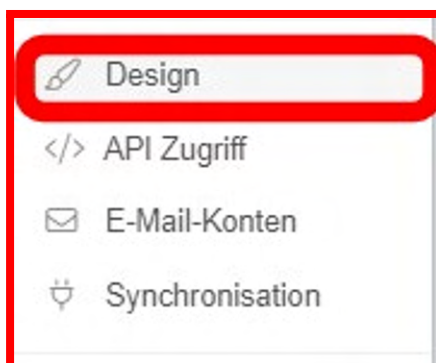 Design
API Zugriff
E-Mail-Konten
Synchronisation